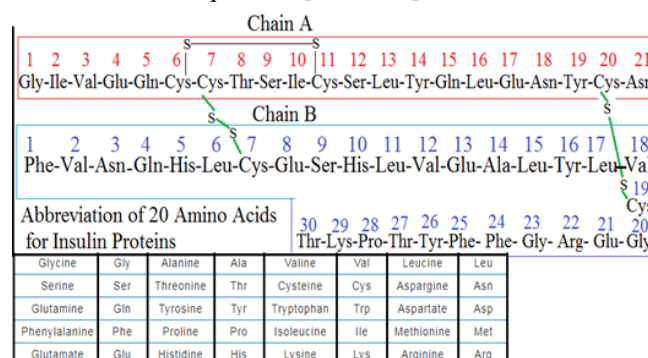 Chain A
S S
1 2 3 4 5 6 7 8 9 10 11 12 13 14 15 16 17 18 19 20 21
Gly-Ile-Val-Glu-Gln-Cys-Cys-Thr-Ser-Ile-Cys-Ser-Leu-Tyr-Gln-Leu-Glu-Asn-Tyr-Cys-Asn
S S
S
Chain B
1 2 3 4 5 6 7 8 9 10 11 12 13 14 15 16 17 18
Phe-Val-Asn-Gln-His-Leu-Cys-Glu-Ser-His-Leu-Val-Glu-Ala-Leu-Tyr-Leu-Val
S 19
Cys
Abbreviation of 20 Amino Acids
for Insulin Proteins
30 29 28 27 26 25 24 23 22 21 20
Thr-Lys-Pro-Thr-Tyr-Phe- Phe- Gly- Arg- Glu- Gly
Glycine Gly Alanine Ala Valine Val Leucine Leu
Serine Ser Threonine Thr Cysteine Cys Aspargine Asn
Glutamine Gln Tyrosine Tyr Tryptophan Trp Aspartate Asp
Phenylalanine Phe Proline Pro Isoleucine Ile Methionine Met
Glutamate Glu Histidine His Lysine Lys Arginine Arg